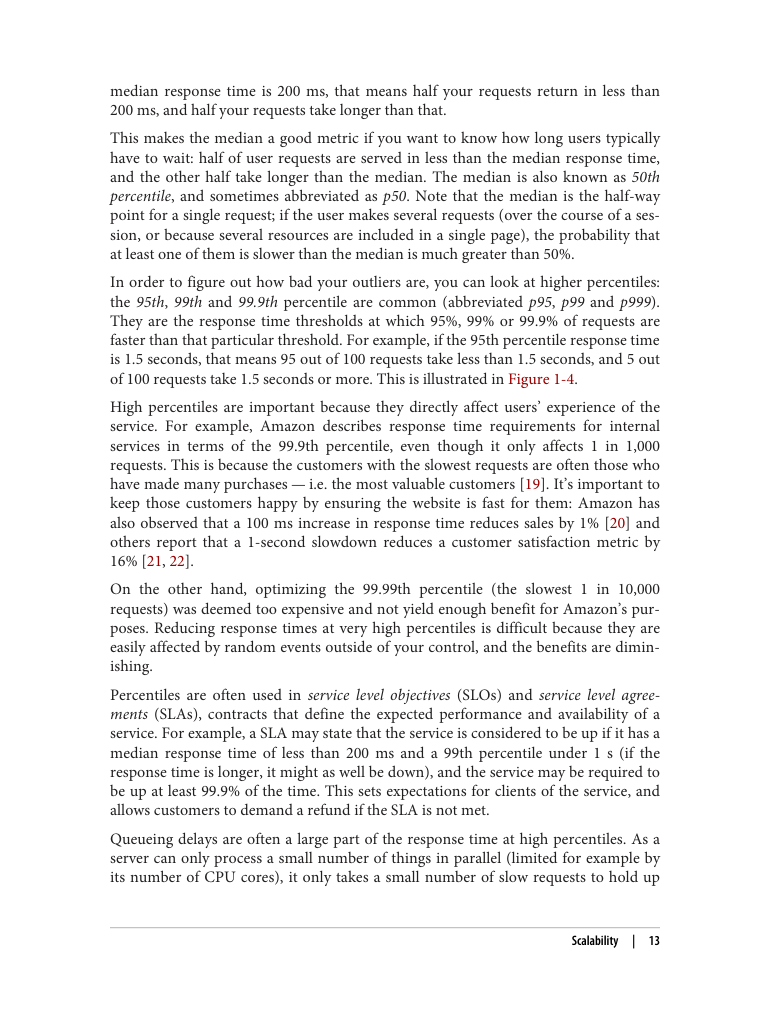 median response time is 200 ms, that means half your requests return in less than
200 ms, and half your requests take longer than that.
This makes the median a good metric if you want to know how long users typically
have to wait: half of user requests are served in less than the median response time,
and the other half take longer than the median. The median is also known as 50th
percentile, and sometimes abbreviated as p50. Note that the median is the half-way
point for a single request; if the user makes several requests (over the course of a ses-
sion, or because several resources are included in a single page), the probability that
at least one of them is slower than the median is much greater than 50%.
In order to figure out how bad your outliers are, you can look at higher percentiles:
the 95th, 99th and 99.9th percentile are common (abbreviated p95, p99 and p999).
They are the response time thresholds at which 95%, 99% or 99.9% of requests are
faster than that particular threshold. For example, if the 95th percentile response time
is 1.5 seconds, that means 95 out of 100 requests take less than 1.5 seconds, and 5 out
of 100 requests take 1.5 seconds or more. This is illustrated in Figure 1-4.
High percentiles are important because they directly affect users’ experience of the
service. For example, Amazon describes response time requirements for internal
services in terms of the 99.9th percentile, even though it only affects 1 in 1,000
requests. This is because the customers with the slowest requests are often those who
have made many purchases — i.e. the most valuable customers [19]. It’s important to
keep those customers happy by ensuring the website is fast for them: Amazon has
also observed that a 100 ms increase in response time reduces sales by 1% [20] and
others report that a 1-second slowdown reduces a customer satisfaction metric by
16% [21, 22].
On the other hand, optimizing the 99.99th percentile (the slowest 1 in 10,000
requests) was deemed too expensive and not yield enough benefit for Amazon’s pur-
poses. Reducing response times at very high percentiles is difficult because they are
easily affected by random events outside of your control, and the benefits are dimin-
ishing.
Percentiles are often used in service level objectives (SLOs) and service level agree-
ments (SLAs), contracts that define the expected performance and availability of a
service. For example, a SLA may state that the service is considered to be up if it has a
median response time of less than 200 ms and a 99th percentile under 1 s (if the
response time is longer, it might as well be down), and the service may be required to
be up at least 99.9% of the time. This sets expectations for clients of the service, and
allows customers to demand a refund if the SLA is not met.
Queueing delays are often a large part of the response time at high percentiles. As a
server can only process a small number of things in parallel (limited for example by
its number of CPU cores), it only takes a small number of slow requests to hold up
Scalability | 13